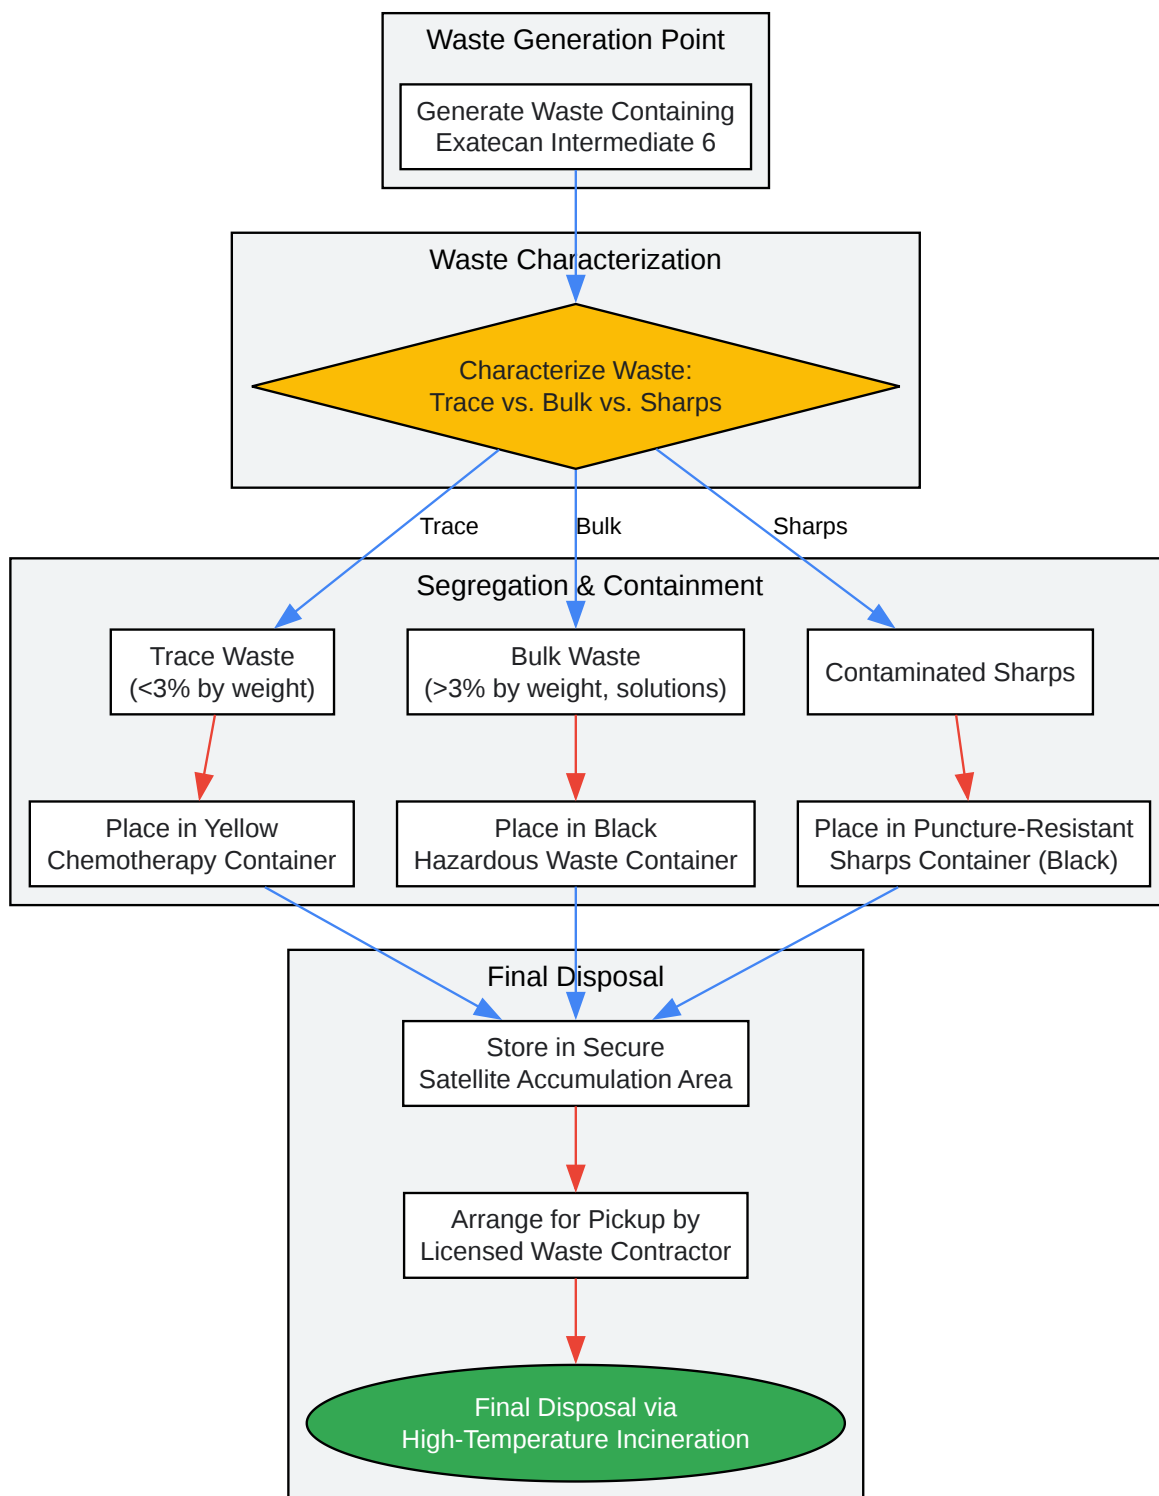 Waste Generation Point
Generate Waste Containing
Exatecan Intermediate 6
Waste Characterization
Characterize Waste:
Trace vs. Bulk vs. Sharps
Trace
Bulk
Sharps
Segregation & Containment
Trace Waste
(<3% by weight)
Bulk Waste
(>3% by weight, solutions)
Contaminated Sharps
Place in Yellow
Chemotherapy Container
Place in Black
Hazardous Waste Container
Place in Puncture-Resistant
Sharps Container (Black)
Final Disposal
Store in Secure
Satellite Accumulation Area
Arrange for Pickup by
Licensed Waste Contractor
Final Disposal via
High-Temperature Incineration